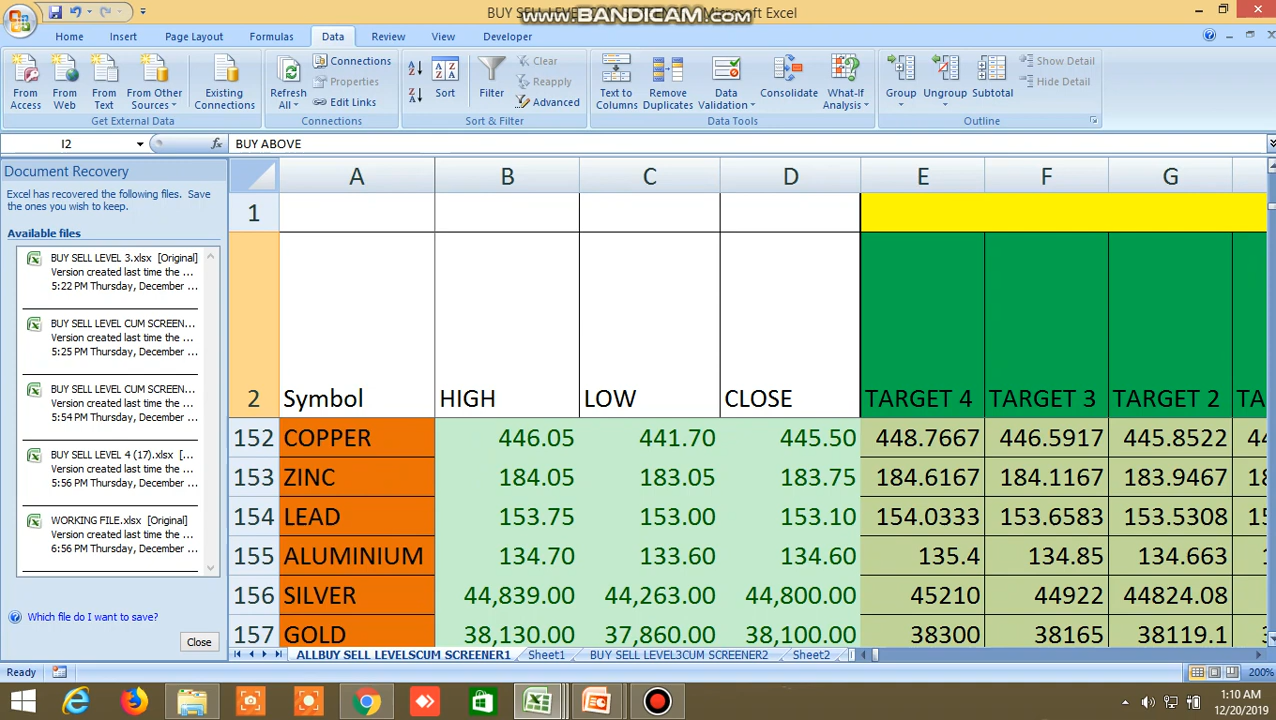 BUY SELL LEVEL
www.BANDICAM.com
Microsoft Excel
Home Insert Page Layout Formulas Data Review View Developer
From Access
From Web
From Text
From Other Sources
Existing Connections
Get External Data
Refresh All
Connections
Properties
Edit Links
Connections
Sort
Filter
Clear
Reapply
Advanced
Sort & Filter
Text to Columns
Remove Duplicates
Data Validation
Consolidate
What-If Analysis
Data Tools
Group
Ungroup
Subtotal
Show Detail
Hide Detail
Outline
I2 fx BUY ABOVE
Document Recovery
Excel has recovered the following files. Save
the ones you wish to keep.
Available files
BUY SELL LEVEL 3.xlsx [Original]
Version created last time the ...
5:22 PM Thursday, December ...
BUY SELL LEVEL CUM SCREEN...
Version created last time the ...
5:25 PM Thursday, December ...
BUY SELL LEVEL CUM SCREEN...
Version created last time the ...
5:54 PM Thursday, December ...
BUY SELL LEVEL 4 (17).xlsx [...
Version created last time the ...
5:56 PM Thursday, December ...
WORKING FILE.xlsx [Original]
Version created last time the ...
6:56 PM Thursday, December ...
Which file do I want to save?
Close
A B C D E F G
1
2 Symbol HIGH LOW CLOSE TARGET 4 TARGET 3 TARGET 2 TA
152 COPPER 446.05 441.70 445.50 448.7667 446.5917 445.8522 44
153 ZINC 184.05 183.05 183.75 184.6167 184.1167 183.9467 18
154 LEAD 153.75 153.00 153.10 154.0333 153.6583 153.5308 15
155 ALUMINIUM 134.70 133.60 134.60 135.4 134.85 134.663 1
156 SILVER 44,839.00 44,263.00 44,800.00 45210 44922 44824.08
157 GOLD 38,130.00 37,860.00 38,100.00 38300 38165 38119.1
ALLBUY SELL LEVELSCUM SCREENER1 Sheet1 BUY SELL LEVEL3CUM SCREENER2 Sheet2
Ready 200%
1:10 AM
12/20/2019